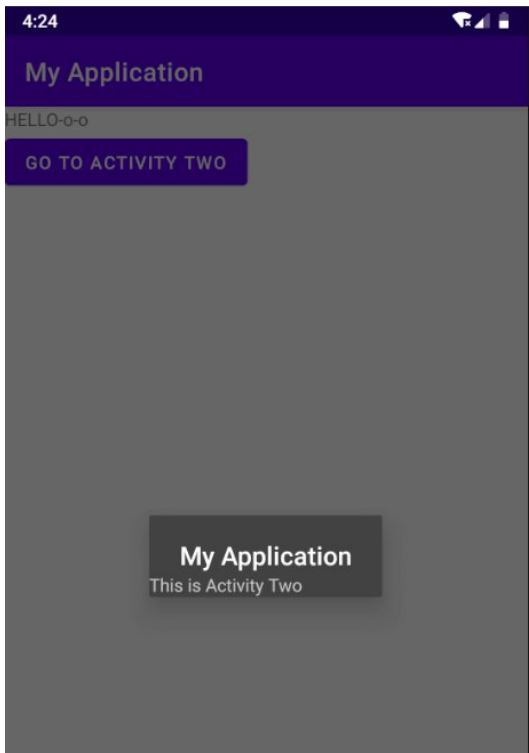 4:24
My Application
HELLO-o-o
GO TO ACTIVITY TWO
My Application
This is Activity Two